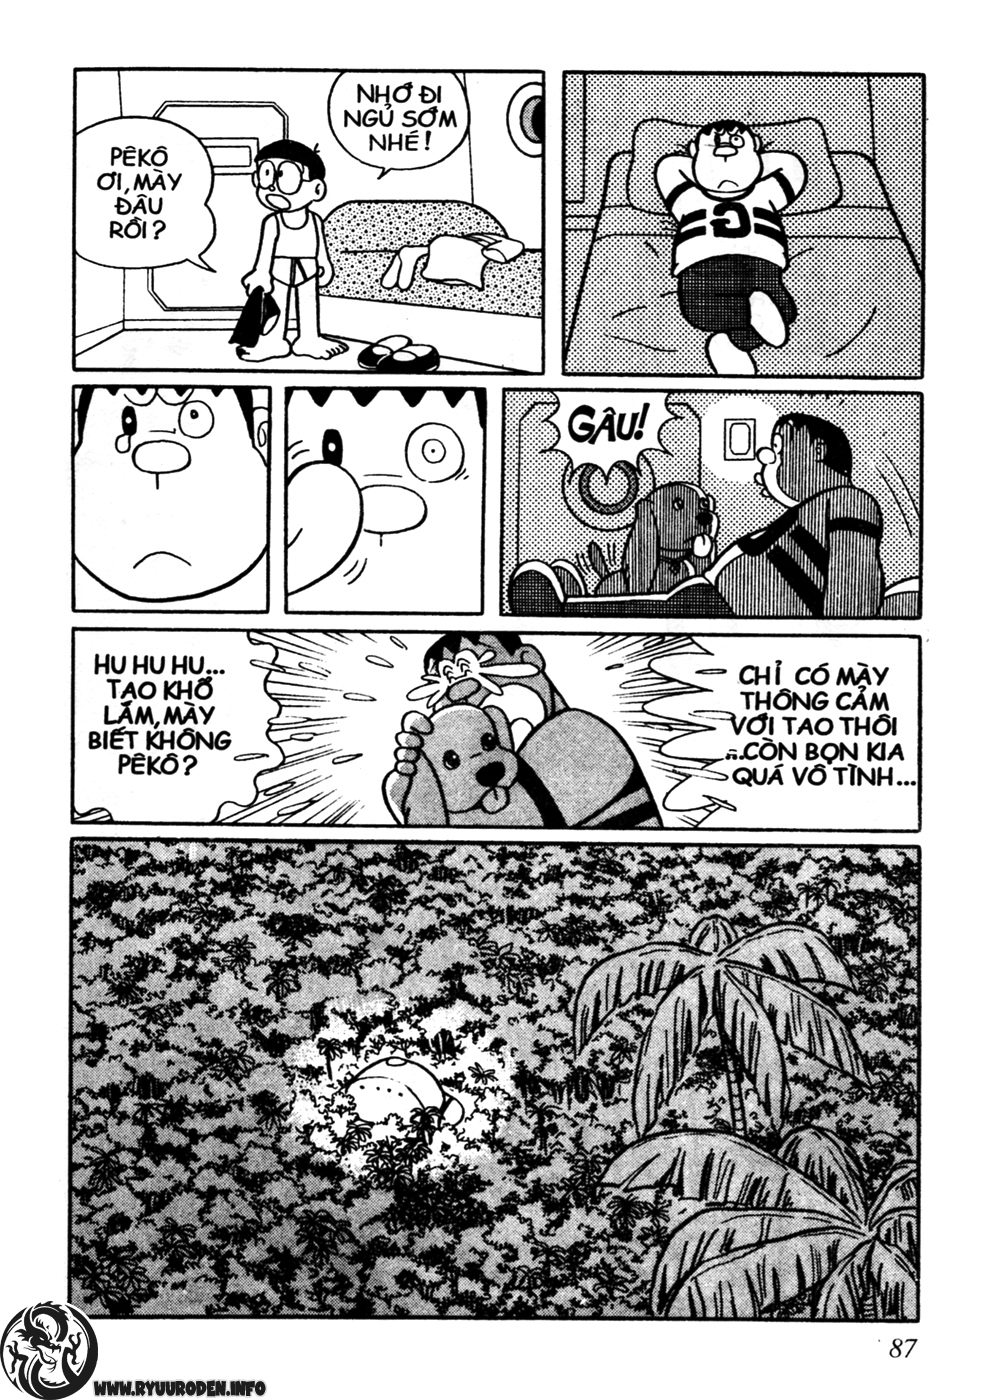 PÊKÔ
ƠI, MÀY
ĐÂU
RỒI?
NHỚ ĐI
NGỦ SỚM
NHÉ!
G
GÂU!
HU HU HU...
TAO KHỔ
LẮM, MÀY
BIẾT KHÔNG
PÊKÔ?
CHỈ CÓ MÀY
THÔNG CẢM
VỚI TAO THÔI
...CÒN BỌN KIA
QUÁ VÔ TÌNH...
87
WWW.RYUURODEN.INFO